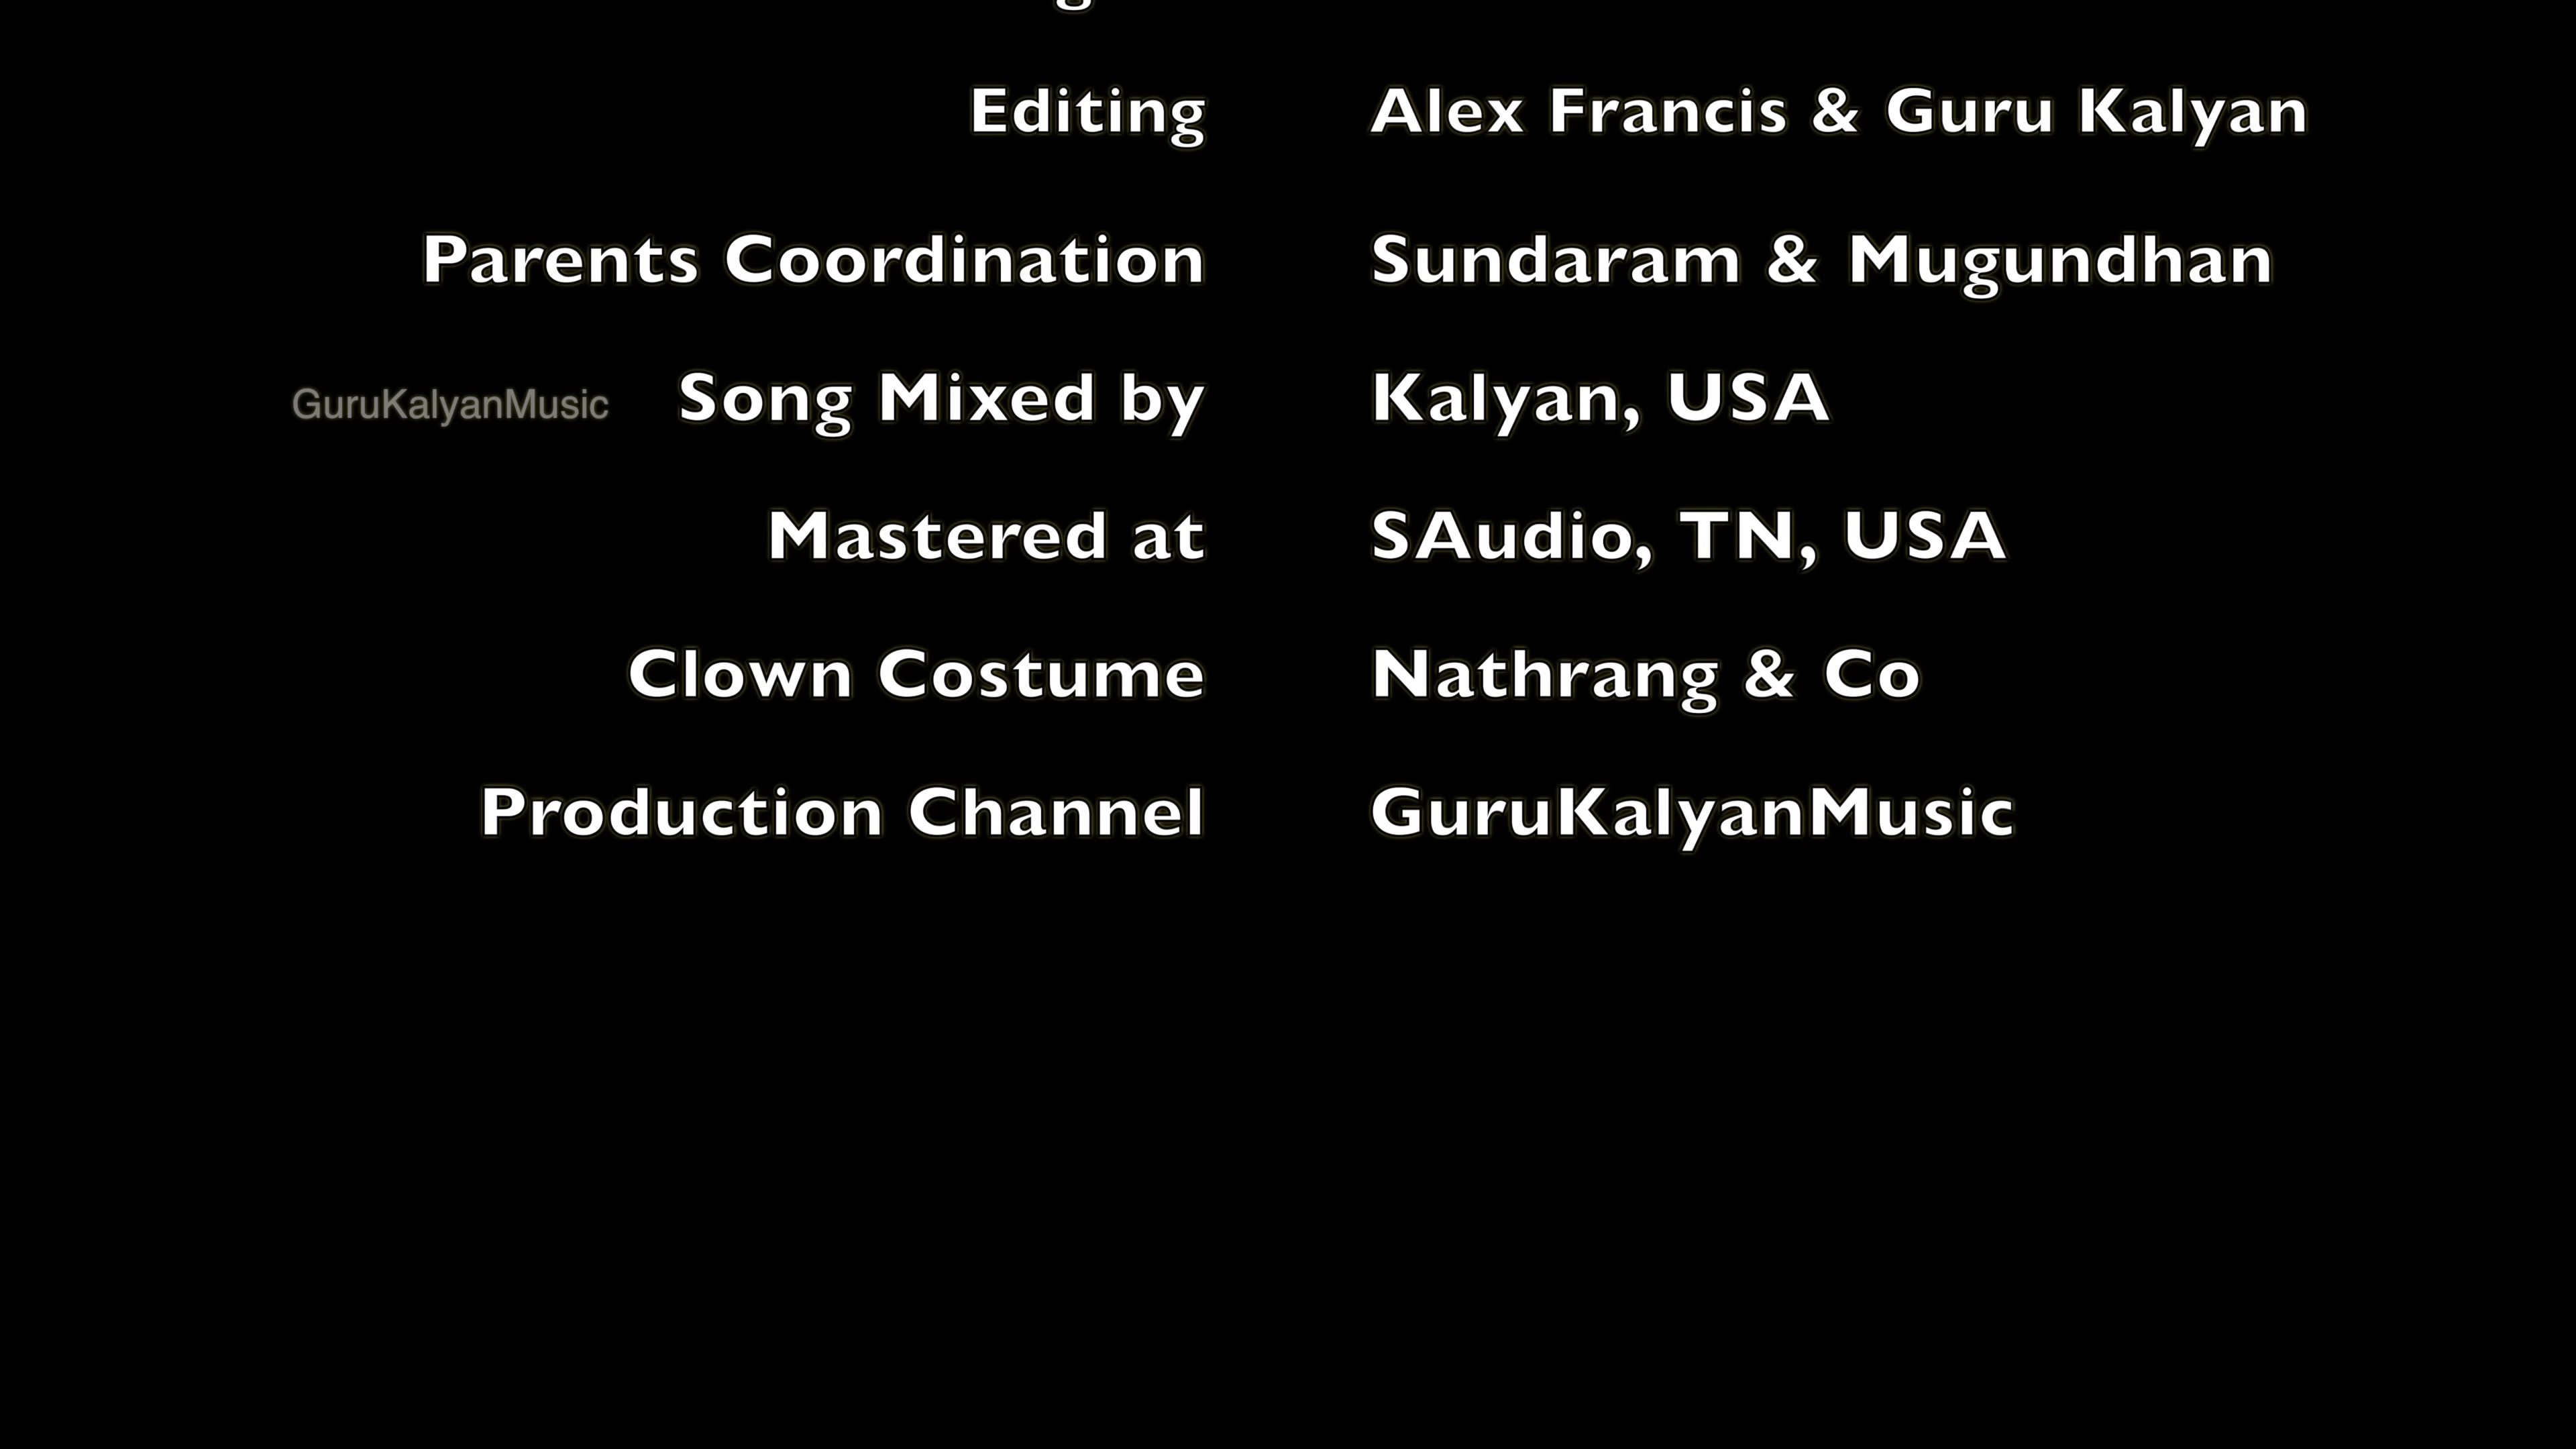 Editing Alex Francis & Guru Kalyan
Parents Coordination Sundaram & Mugundhan
GuruKalyanMusic
Song Mixed by Kalyan, USA
Mastered at SAudio, TN, USA
Clown Costume Nathrang & Co
Production Channel GuruKalyanMusic